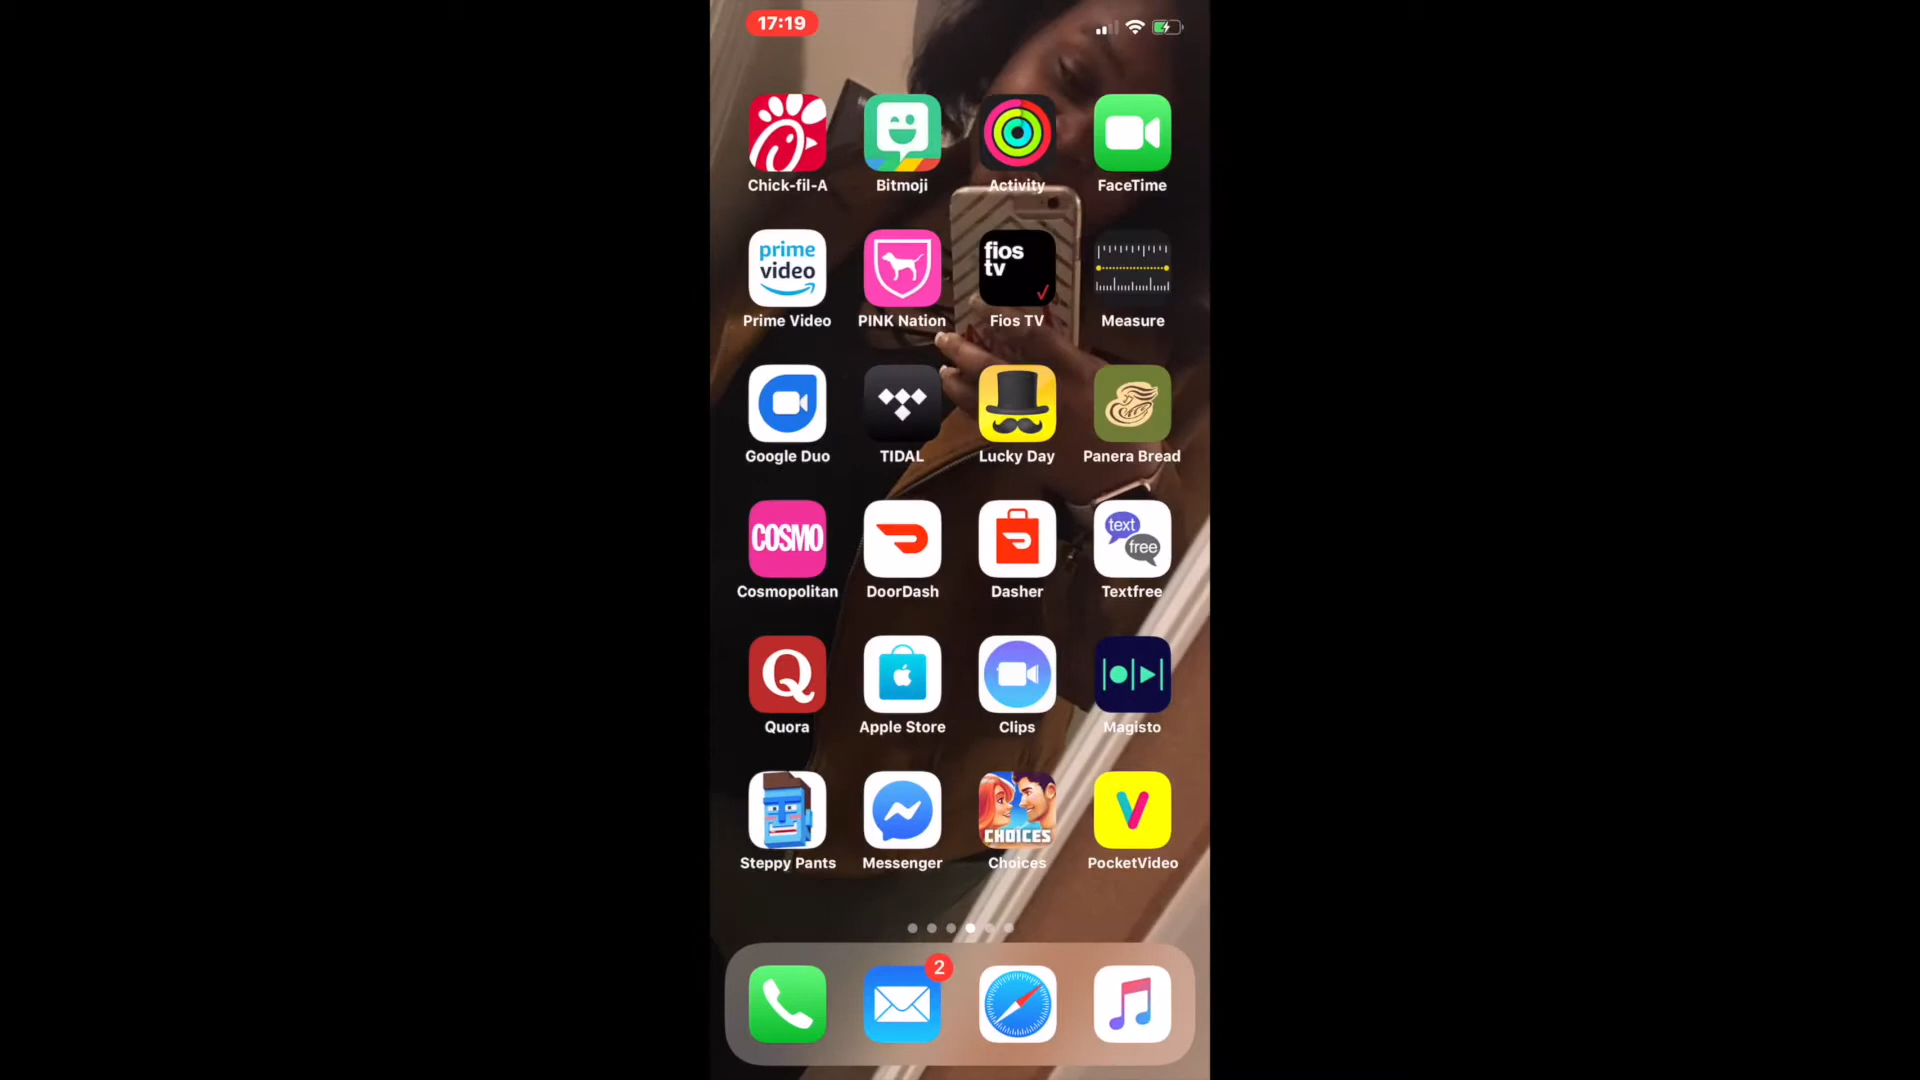 17:19
Chick-fil-A Bitmoji Activity FaceTime
prime
video
fios
tv
Prime Video PINK Nation Fios TV Measure
Google Duo TIDAL Lucky Day Panera Bread
COSMO
text
free
Cosmopolitan DoorDash Dasher Textfree
Q
Quora Apple Store Clips Magisto
CHOICES
Steppy Pants Messenger Choices PocketVideo
2